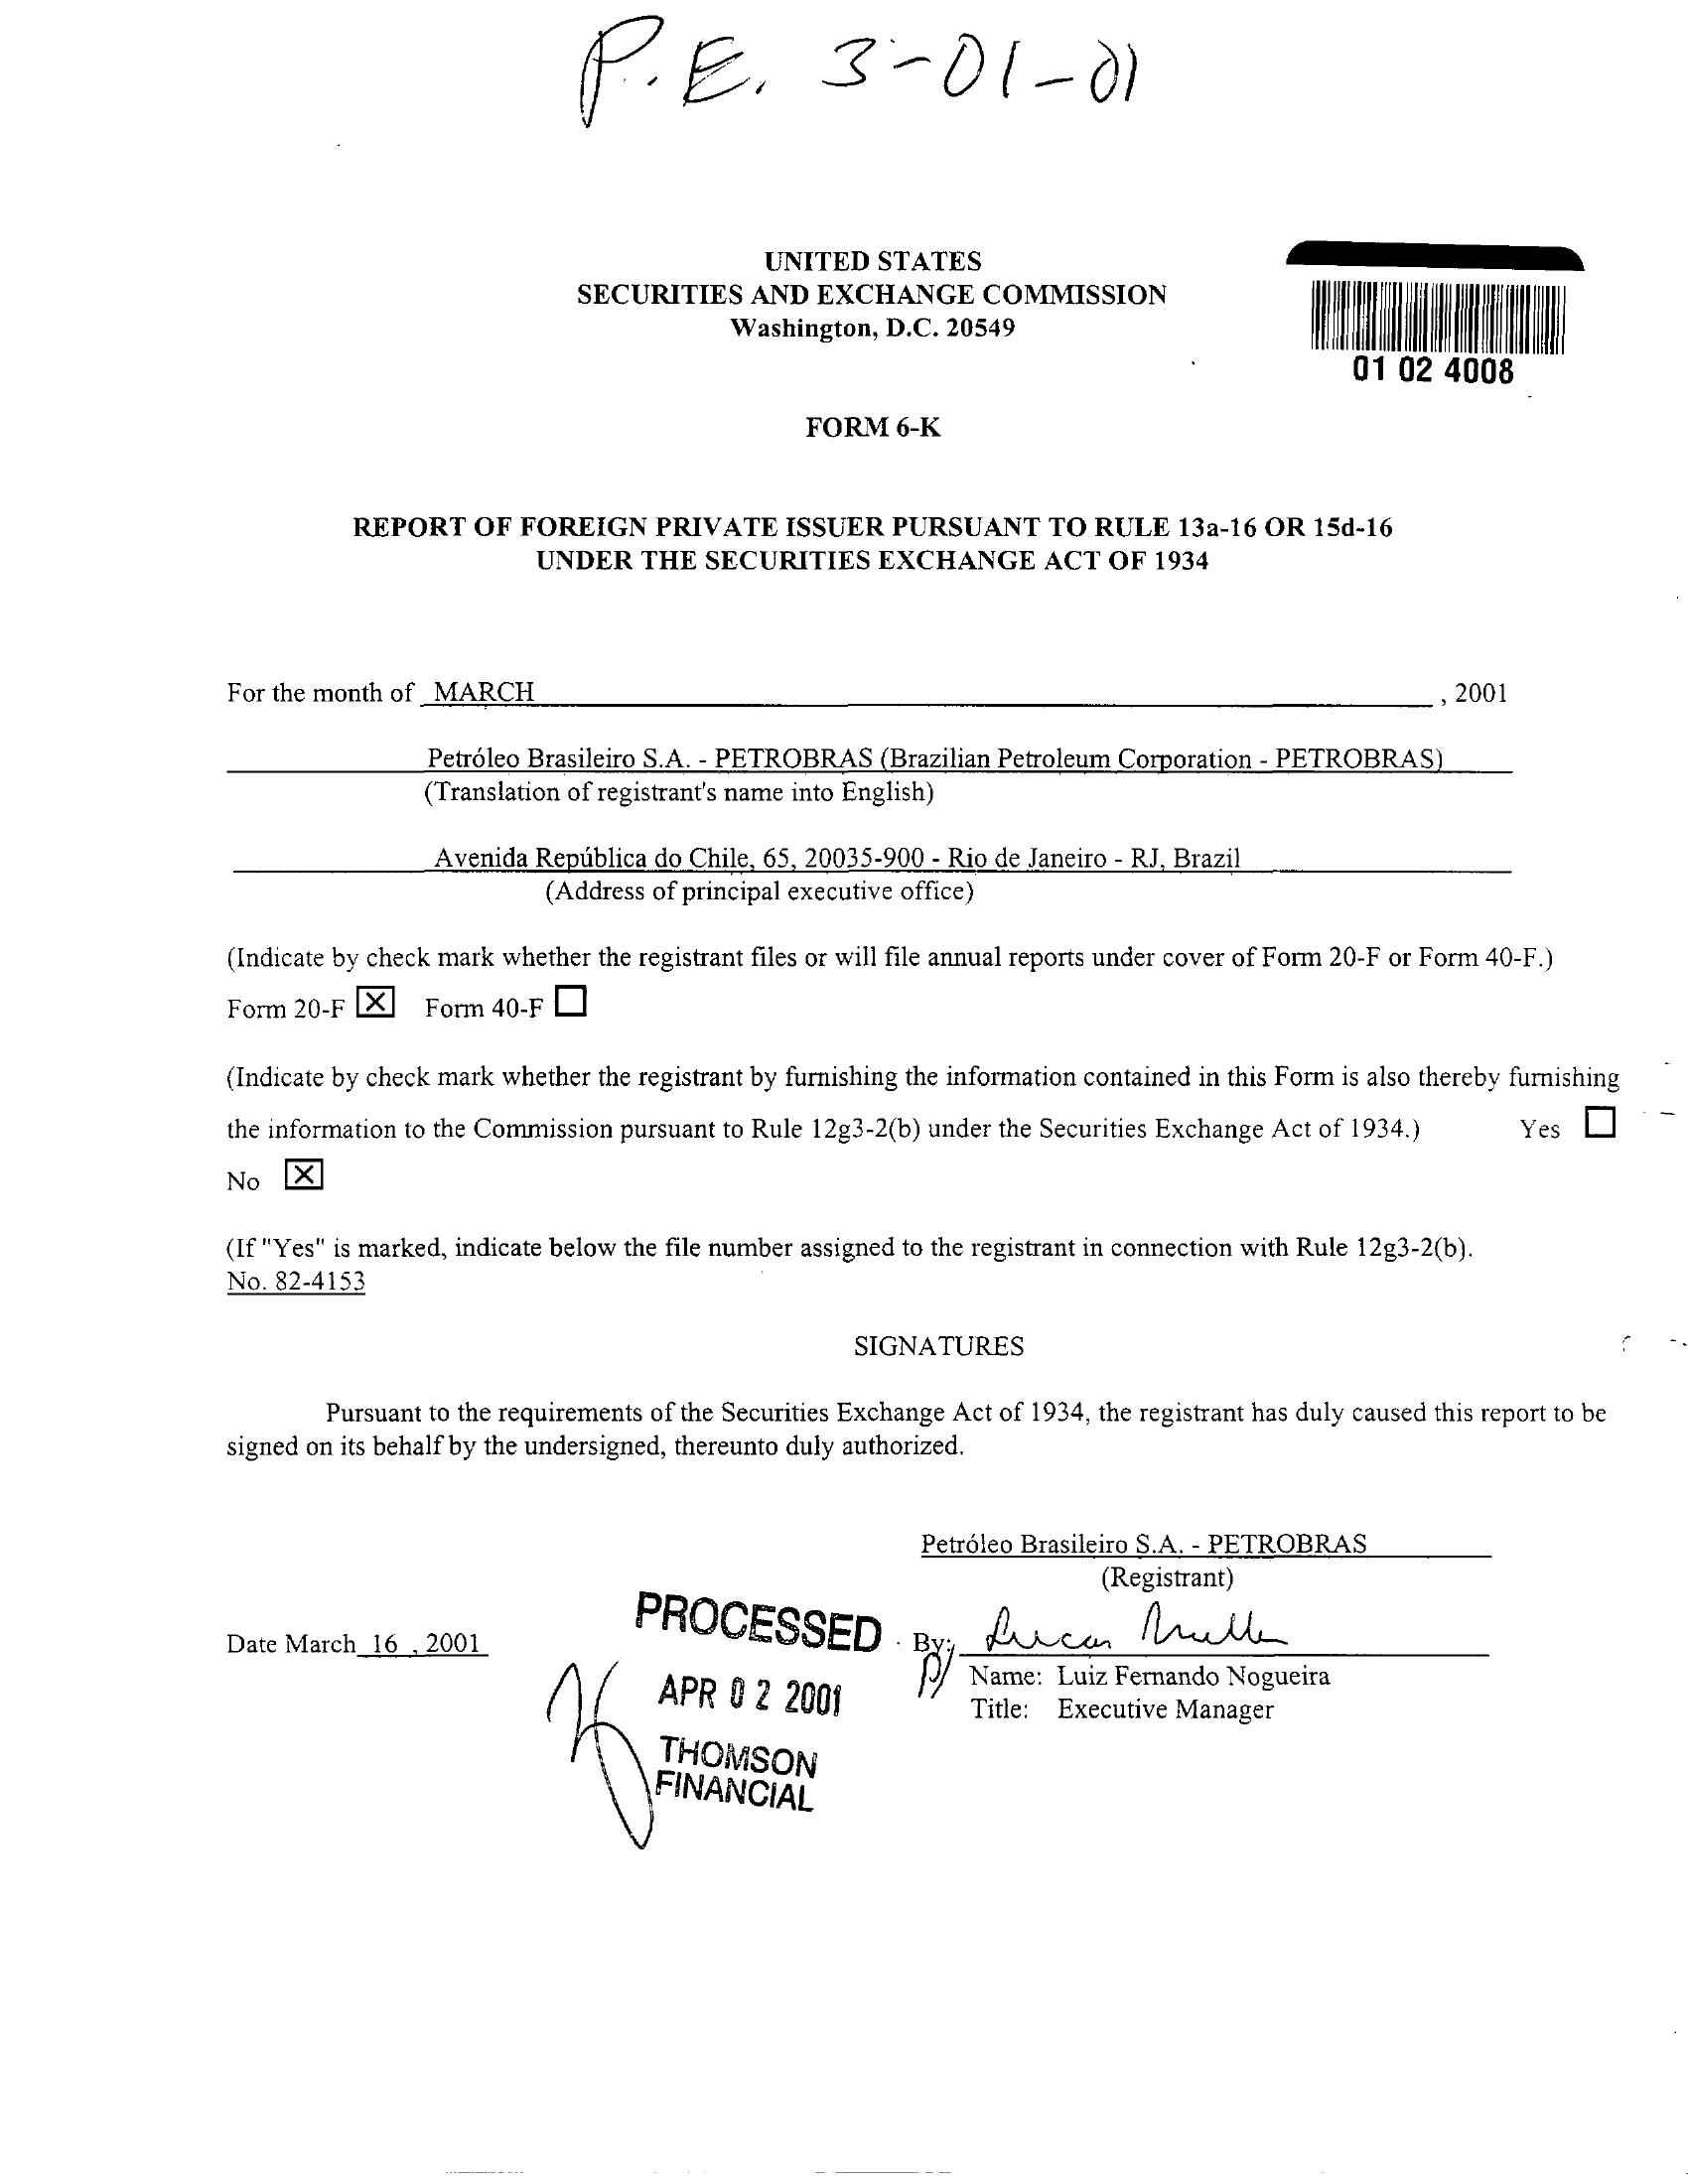 P.E. 3-01-01
UNITED STATES
SECURITIES AND EXCHANGE COMMISSION
Washington, D.C. 20549
01 02 4008
FORM 6-K
REPORT OF FOREIGN PRIVATE ISSUER PURSUANT TO RULE 13a-16 OR 15d-16
UNDER THE SECURITIES EXCHANGE ACT OF 1934
For the month of MARCH , 2001
Petróleo Brasileiro S.A. - PETROBRAS (Brazilian Petroleum Corporation - PETROBRAS)
(Translation of registrant's name into English)
Avenida República do Chile, 65, 20035-900 - Rio de Janeiro - RJ, Brazil
(Address of principal executive office)
(Indicate by check mark whether the registrant files or will file annual reports under cover of Form 20-F or Form 40-F.)
Form 20-F ☒ Form 40-F ☐
(Indicate by check mark whether the registrant by furnishing the information contained in this Form is also thereby furnishing
the information to the Commission pursuant to Rule 12g3-2(b) under the Securities Exchange Act of 1934.) Yes ☐
No ☒
(If "Yes" is marked, indicate below the file number assigned to the registrant in connection with Rule 12g3-2(b).
No. 82-4153
SIGNATURES
Pursuant to the requirements of the Securities Exchange Act of 1934, the registrant has duly caused this report to be
signed on its behalf by the undersigned, thereunto duly authorized.
Petróleo Brasileiro S.A. - PETROBRAS
(Registrant)
Date March 16 , 2001
PROCESSED
APR 02 2001
THOMSON
FINANCIAL
By:
p/
Name: Luiz Fernando Nogueira
Title: Executive Manager